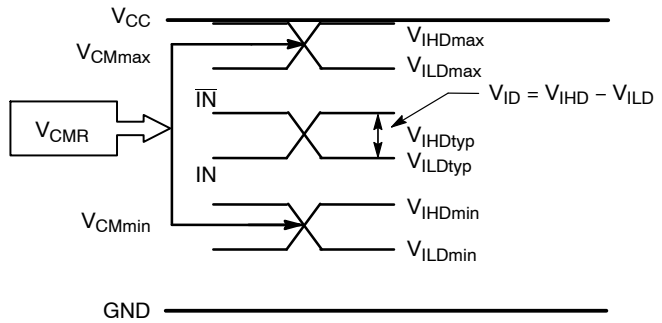 VCC
VCMmax
VIHDmax
VILDmax
IN̅
VID = VIHD − VILD
VCMR
VIHDtyp
VILDtyp
IN
VIHDmin
VCMmin
VILDmin
GND